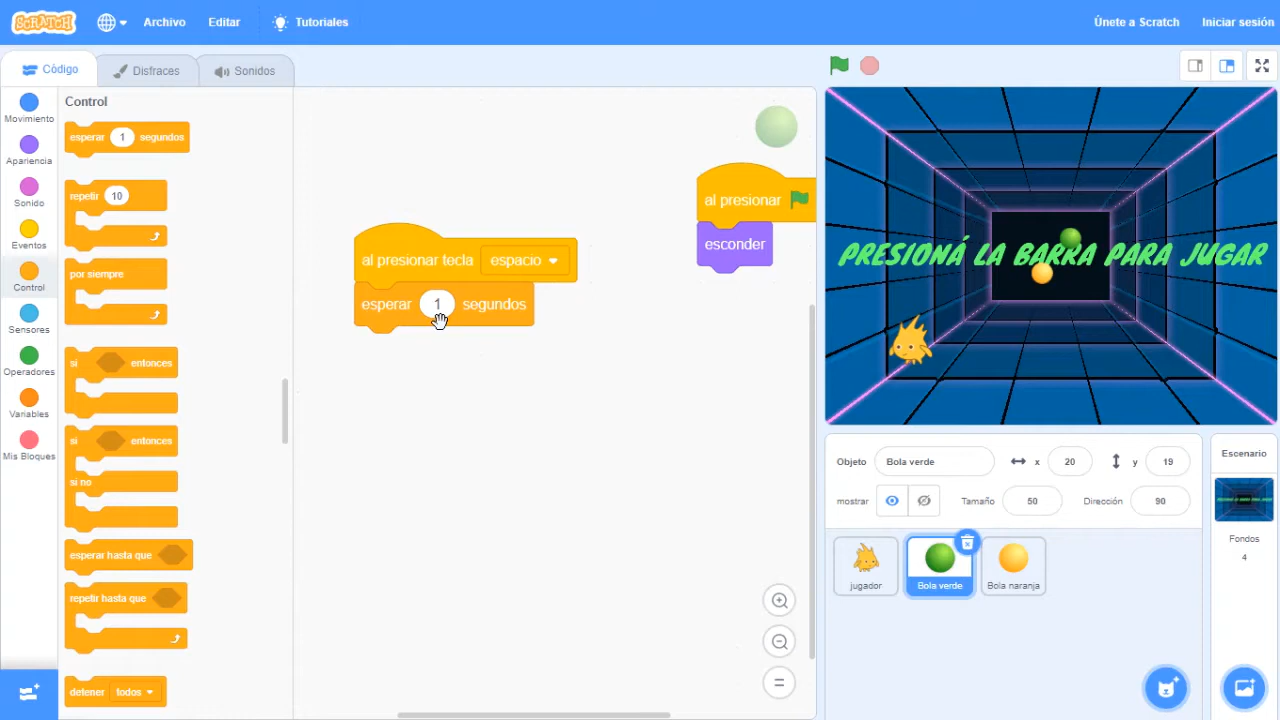 SCRATCH
Archivo
Editar
Tutoriales
Únete a Scratch
Iniciar sesión
Código
Disfraces
Sonidos
Movimiento
Apariencia
Sonido
Eventos
Control
Sensores
Operadores
Variables
Mis Bloques
Control
esperar 1 segundos
repetir 10
por siempre
si entonces
si entonces
si no
esperar hasta que
repetir hasta que
detener todos
al presionar tecla espacio
esperar 1 segundos
al presionar
esconder
PRESIONÁ LA BARRA PARA JUGAR
Objeto Bola verde x 20 y 19
mostrar Tamaño 50 Dirección 90
jugador
Bola verde
Bola naranja
Escenario
Fondos
4